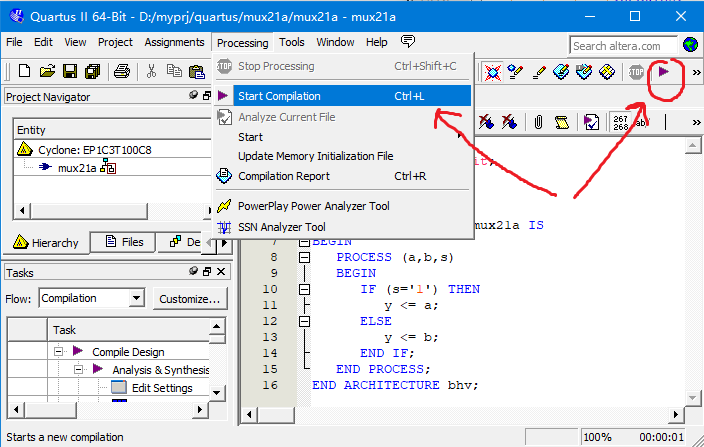 Quartus II 64-Bit - D:/myprj/quartus/mux21a/mux21a - mux21a
File Edit View Project Assignments Processing Tools Window Help
Search altera.com
Stop Processing Ctrl+Shift+C
Start Compilation Ctrl+L
Analyze Current File
Start
Update Memory Initialization File
Compilation Report Ctrl+R
PowerPlay Power Analyzer Tool
SSN Analyzer Tool
STOP
»
Project Navigator
Entity
Cyclone: EP1C3T100C8
mux21a
Hierarchy Files De
Tasks
Flow: Compilation Customize...
Task
Compile Design
Analysis & Synthesis
Edit Settings
267
268 ab/
»
mux21a IS
7 BEGIN
8 PROCESS (a,b,s)
9 BEGIN
10 IF (s='1') THEN
11 y <= a;
12 ELSE
13 y <= b;
14 END IF;
15 END PROCESS;
16 END ARCHITECTURE bhv;
Starts a new compilation
100% 00:00:01